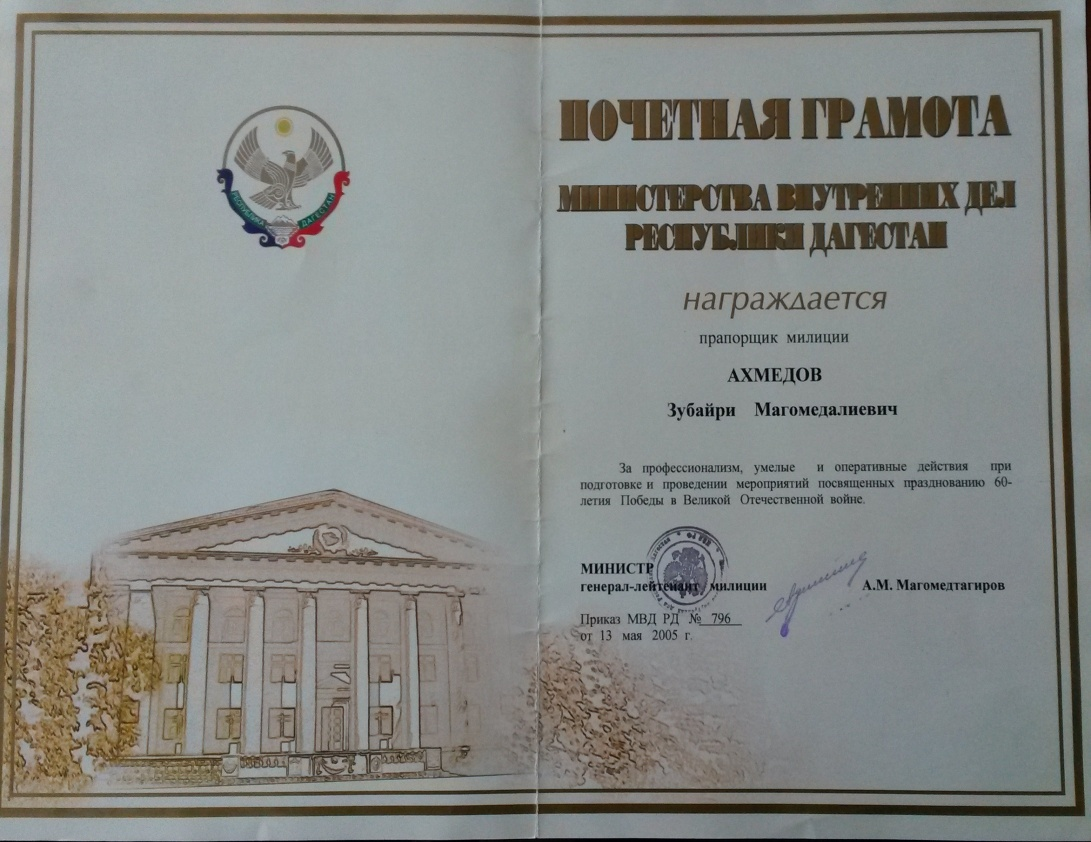 РЕСПУБЛИКА ДАГЕСТАН
ПОЧЕТНАЯ ГРАМОТА
МИНИСТЕРСТВА ВНУТРЕННИХ ДЕЛ
РЕСПУБЛИКИ ДАГЕСТАН
награждается
прапорщик милиции
АХМЕДОВ
Зубайри Магомедалиевич
За профессионализм, умелые и оперативные действия при
подготовке и проведении мероприятий посвященных празднованию 60-
летия Победы в Великой Отечественной войне.
МИНИСТР
генерал-лейтенант милиции А.М. Магомедтагиров
Приказ МВД РД № 796
от 13 мая 2005 г.